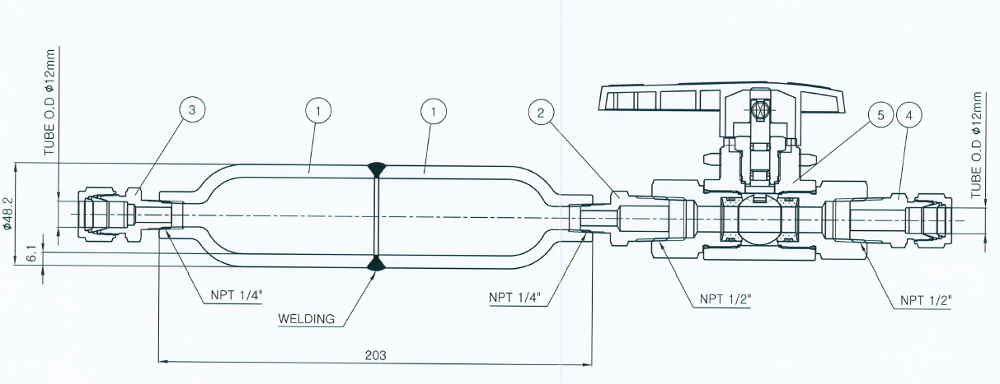 TUBE O.D ϕ12mm
3
1
1
2
5
4
TUBE O.D ϕ12mm
ϕ48.2
6.1
NPT 1/4"
WELDING
NPT 1/4"
NPT 1/2"
NPT 1/2"
203